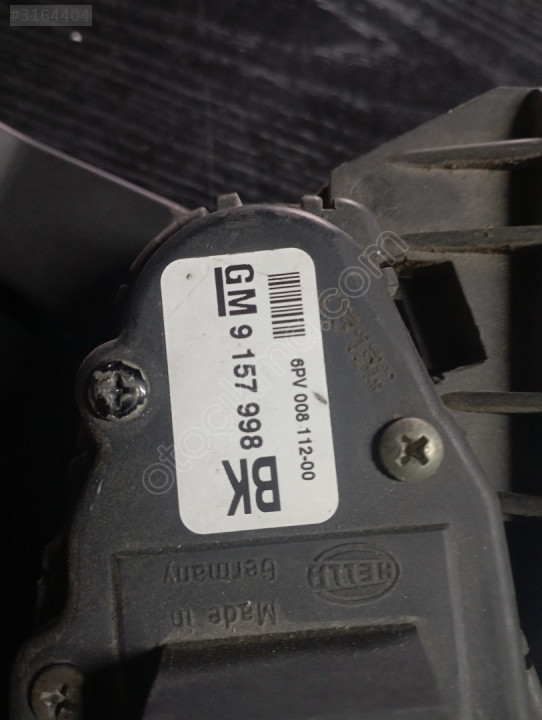 #3164404
GM 9 157 998
BK
6PV 008 112-00
HELLA
Made in
Germany